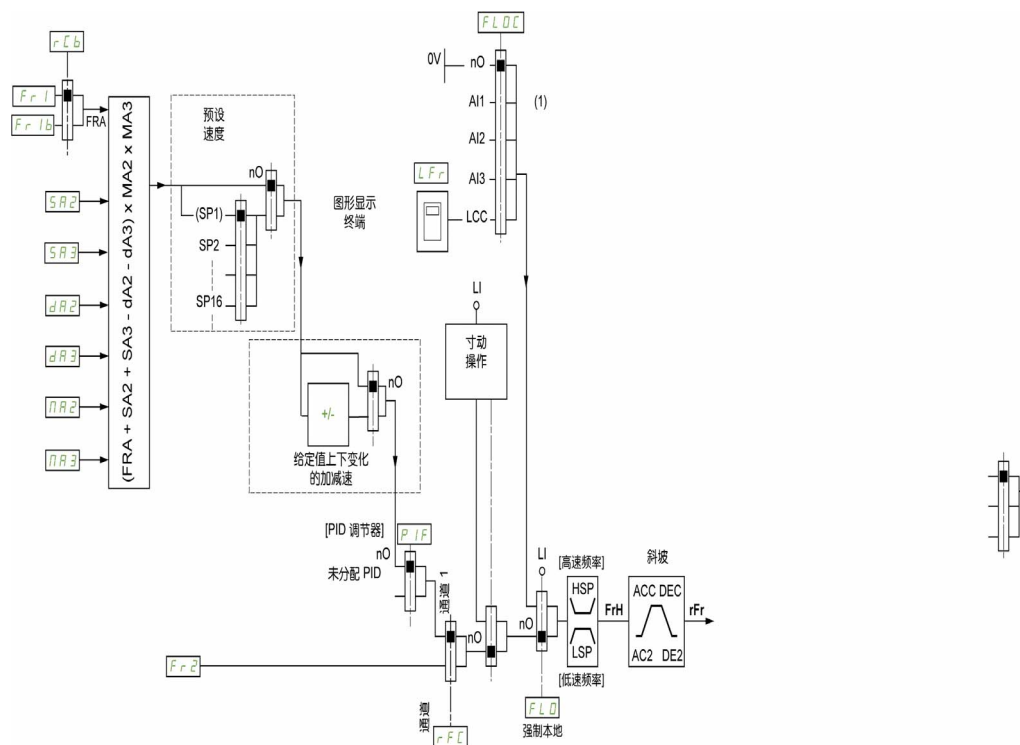 FLOC
rCb
0V
nO
Fr1
AI1
(1)
Fr1b
FRA
预设
速度
AI2
(FRA + SA2 + SA3 - dA2 - dA3) x MA2 x MA3
nO
LFr
AI3
SA2
(SP1)
图形显示
终端
LCC
SP2
SA3
SP16
LI
dA2
寸动
操作
dA3
nO
+/-
MA2
给定值上下变化
的加减速
MA3
[PID 调节器]
PIF
nO
未分配 PID
LI
[高速频率]
斜坡
通道 1
HSP
ACC DEC
nO
nO
FrH
rFr
LSP
AC2 DE2
Fr2
[低速频率]
通道
FLO
rFC
强制本地